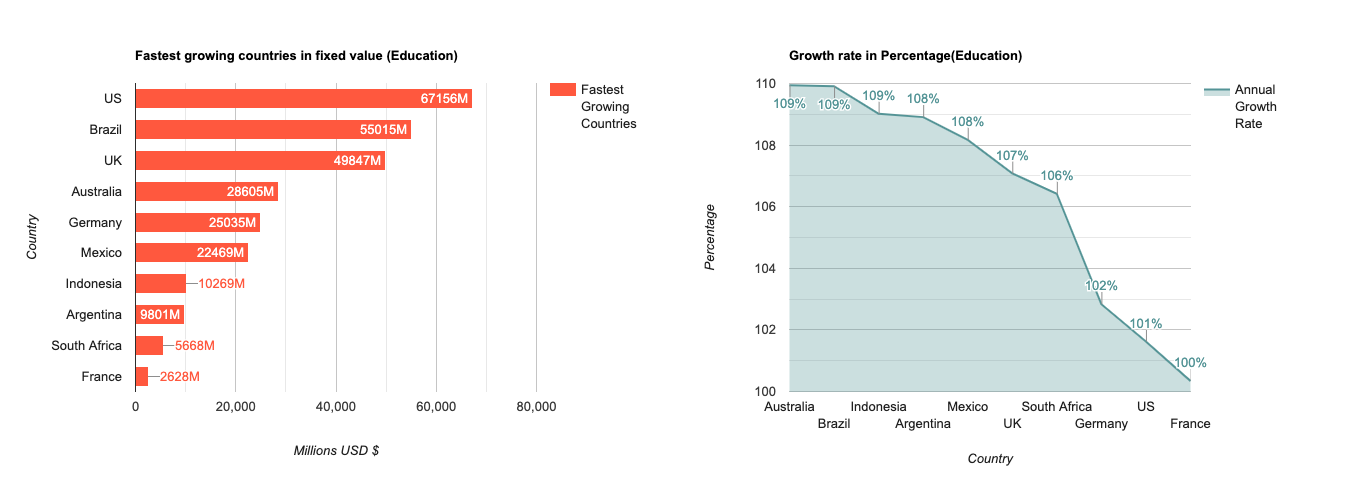 Fastest growing countries in fixed value (Education)
Country
US
67156M
Brazil
55015M
UK
49847M
Australia
28605M
Germany
25035M
Mexico
22469M
Indonesia
10269M
Argentina
9801M
South Africa
5668M
France
2628M
0 20,000 40,000 60,000 80,000
Millions USD $
Fastest
Growing
Countries
Growth rate in Percentage(Education)
Percentage
110
108
106
104
102
100
109%
109%
109%
108%
108%
107%
106%
102%
101%
100%
Australia Indonesia Mexico South Africa US
Brazil Argentina UK Germany France
Country
Annual
Growth
Rate